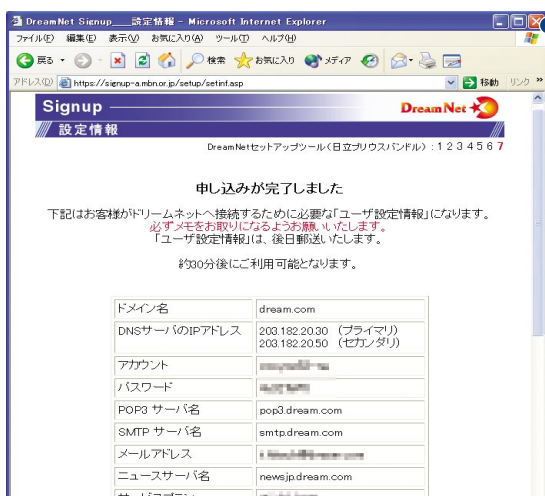 DreamNet Signup___設定情報 - Microsoft Internet Explorer
ファイル(F) 編集(E) 表示(V) お気に入り(A) ツール(T) ヘルプ(H)
戻る 検索 お気に入り メディア
アドレス(D) https://signup-a.mbn.or.jp/setup/setinf.asp 移動 リンク »
Signup DreamNet
設定情報
DreamNetセットアップツール(日立プリウスバンドル) : 1 2 3 4 5 6 7
申し込みが完了しました
下記はお客様がドリームネットへ接続するために必要な「ユーザ設定情報」になります。
必ずメモをお取りになるようお願いいたします。
「ユーザ設定情報」は、後日郵送いたします。
約30分後にご利用可能となります。
ドメイン名 dream.com
DNSサーバのIPアドレス 203.182.20.30 (プライマリ)
203.182.20.50 (セカンダリ)
アカウント
パスワード
POP3 サーバ名 pop3.dream.com
SMTP サーバ名 smtp.dream.com
メールアドレス
ニュースサーバ名 newsjp.dream.com